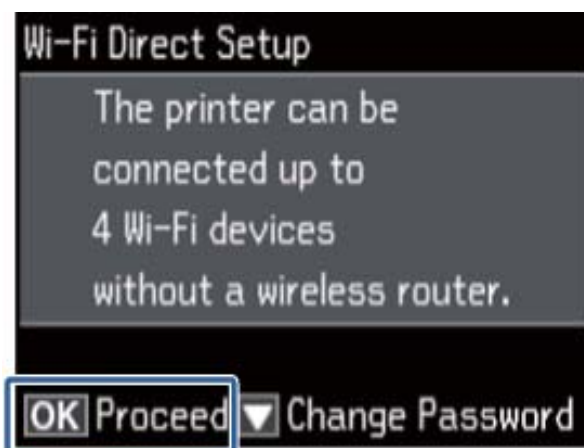 Wi-Fi Direct Setup
The printer can be
connected up to
4 Wi-Fi devices
without a wireless router.
OK Proceed ▼ Change Password